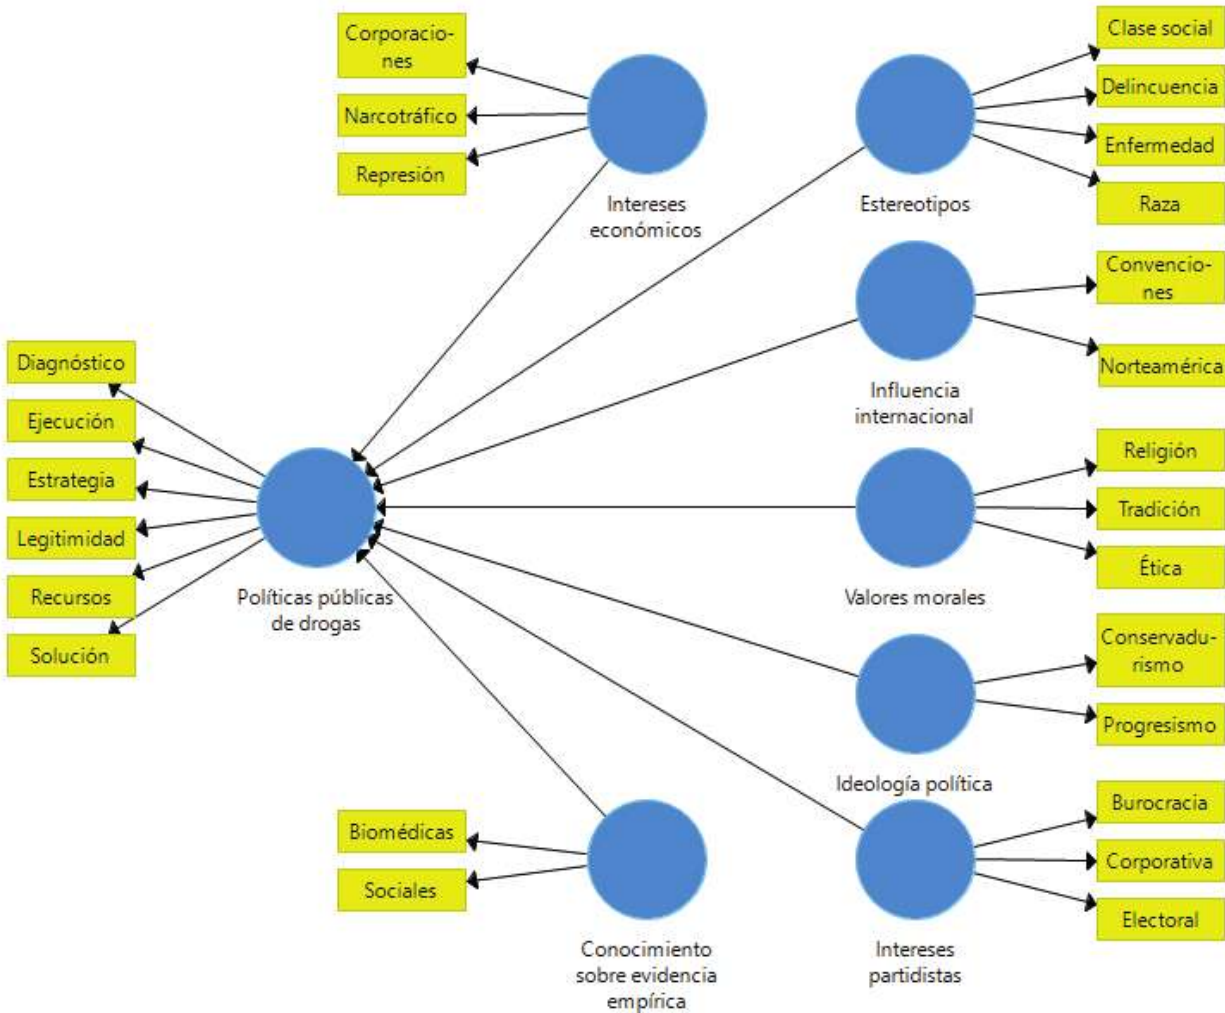 Corporacio-
nes
Narcotráfico
Represión
Intereses
económicos
Clase social
Delincuencia
Enfermedad
Raza
Estereotipos
Convencio-
nes
Norteamérica
Influencia
internacional
Diagnóstico
Ejecución
Estrategia
Legitimidad
Recursos
Solución
Políticas públicas
de drogas
Religión
Tradición
Ética
Valores morales
Conservadu-
rismo
Progresismo
Ideología política
Biomédicas
Sociales
Conocimiento
sobre evidencia
empírica
Burocracia
Corporativa
Electoral
Intereses
partidistas